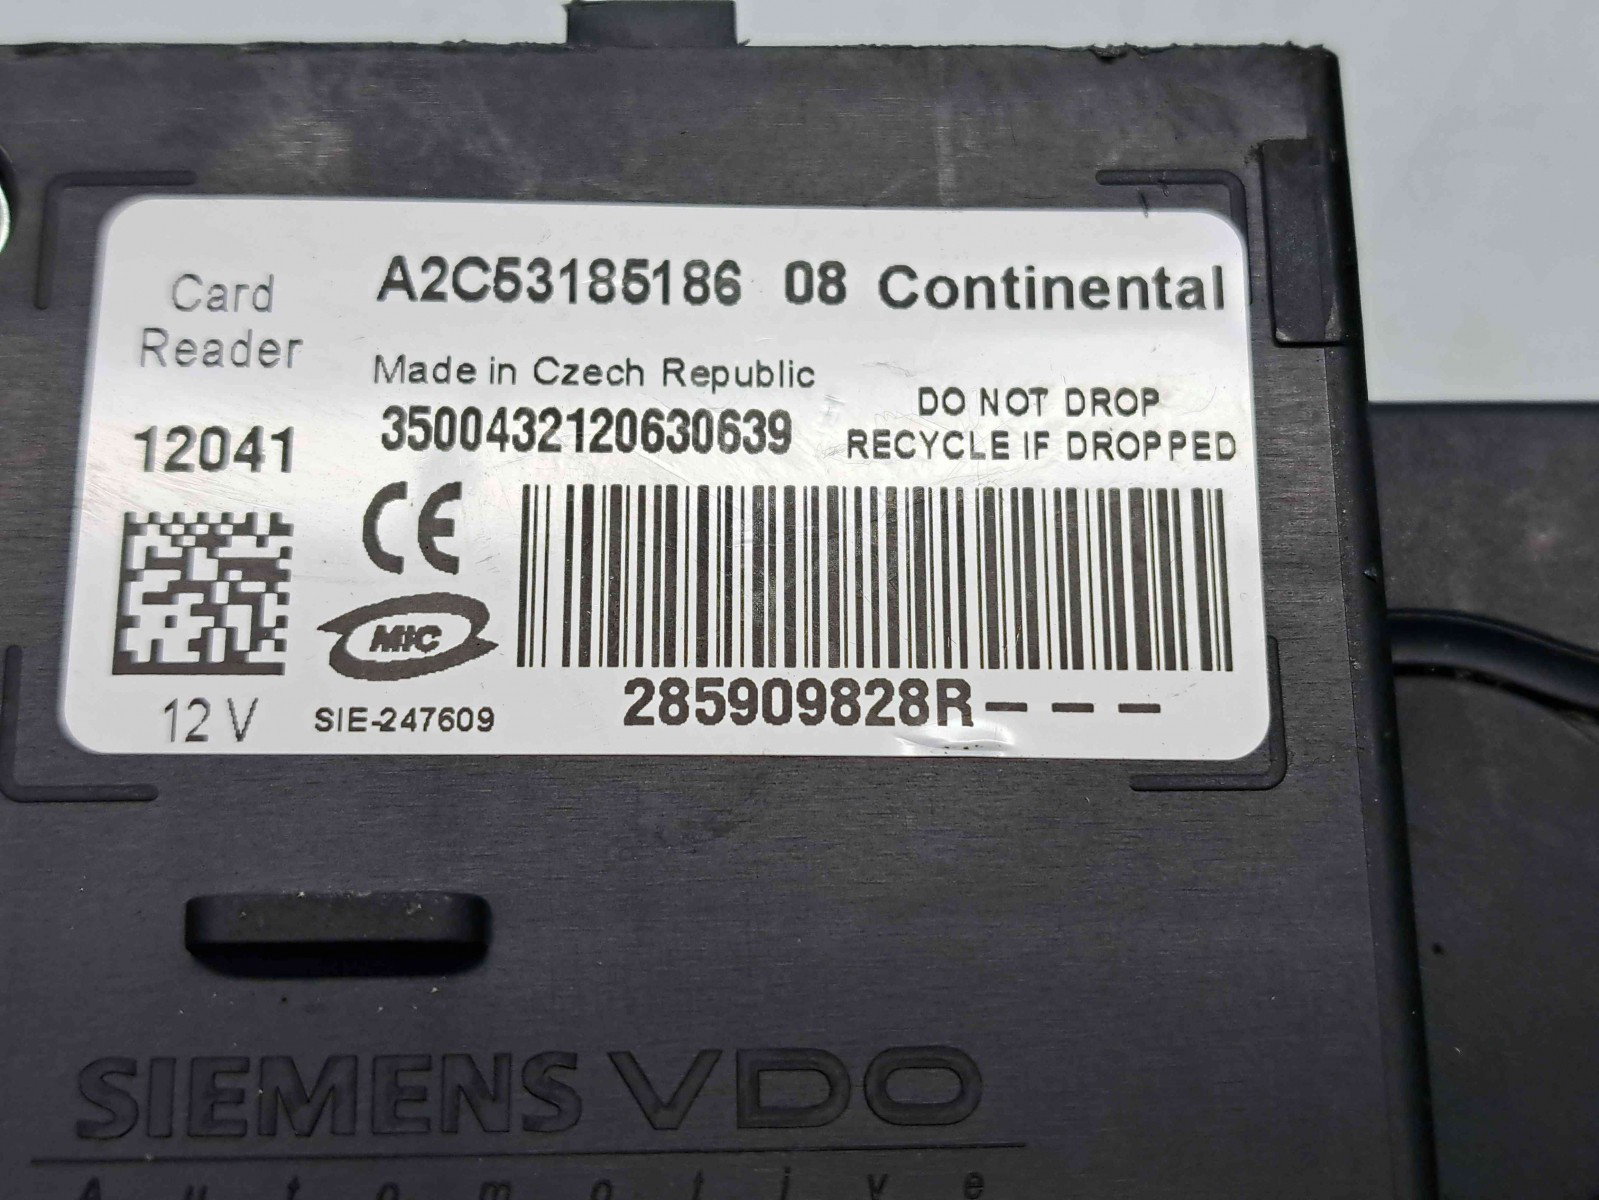 Card
Reader
A2C53185186 08 Continental
Made in Czech Republic
12041
3500432120630639
DO NOT DROP
RECYCLE IF DROPPED
CE
MIC
12 V
SIE-247609
285909828R- - -
SIEMENS VDO
Automotive